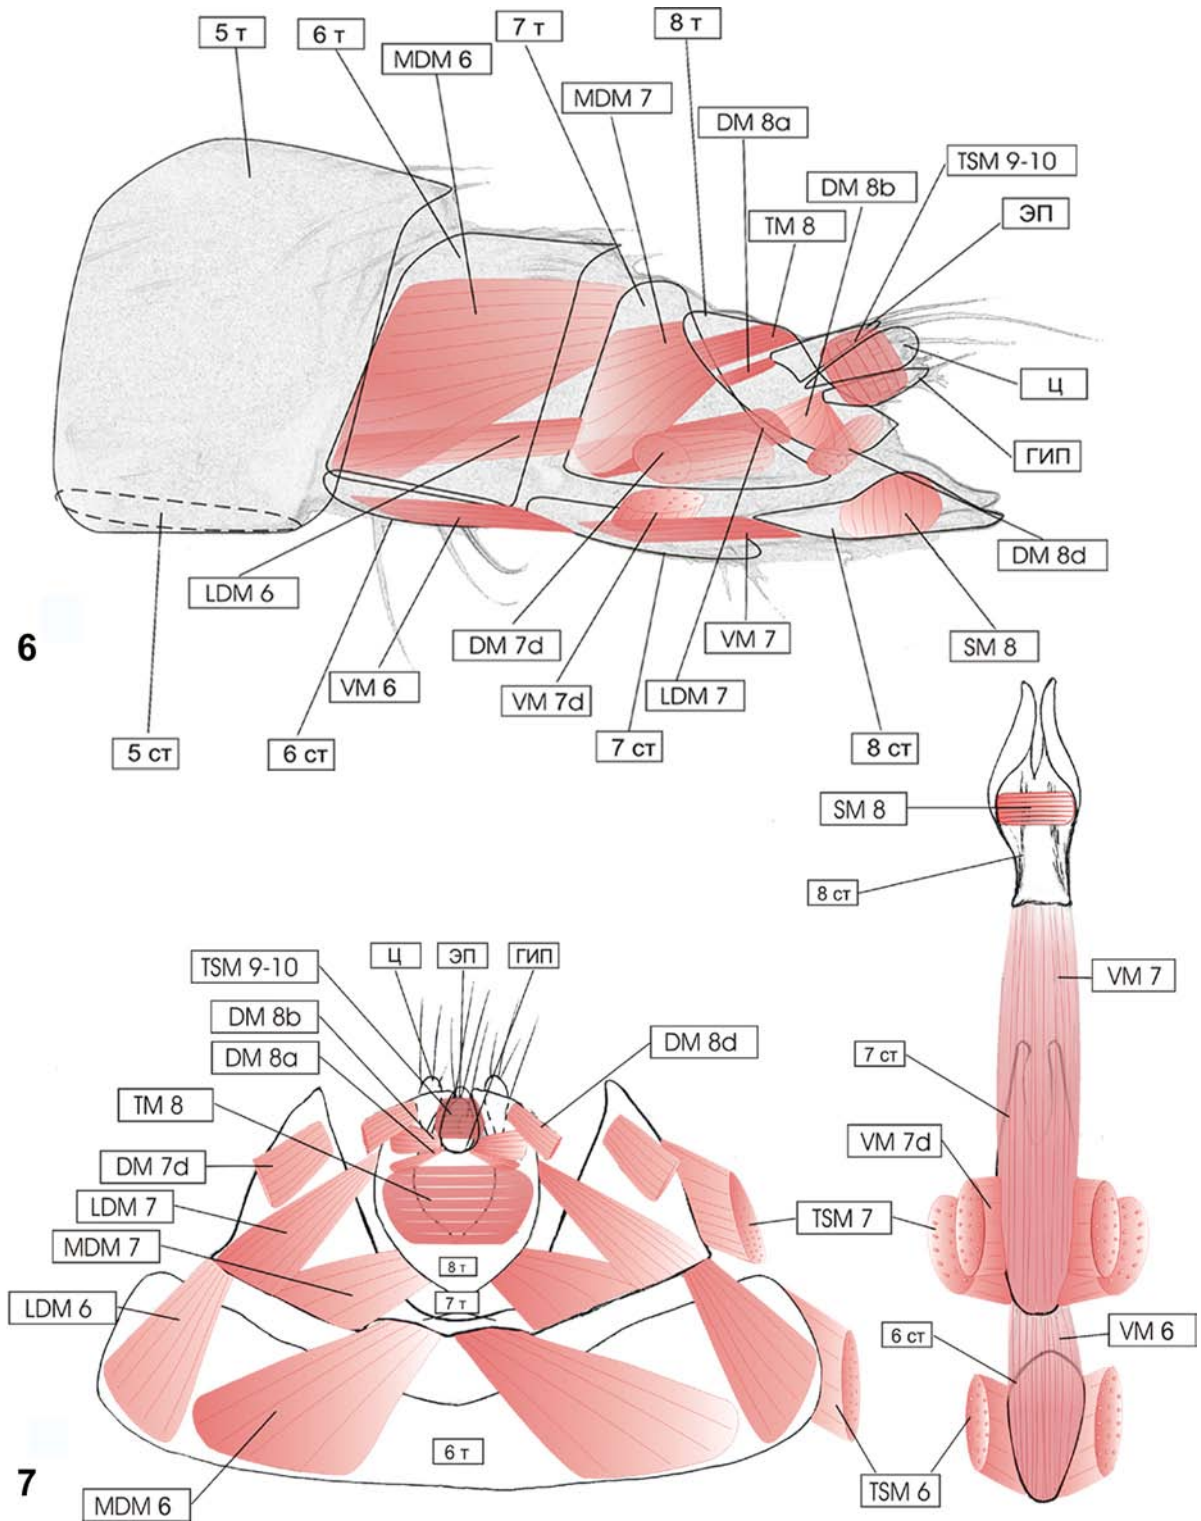 5 т
6 т
7 т
8 т
MDM 6
MDM 7
DM 8a
TSM 9-10
DM 8b
ЭП
TM 8
Ц
ГИП
DM 8d
LDM 6
DM 7d
VM 7
SM 8
VM 6
VM 7d
LDM 7
5 ст
6 ст
7 ст
8 ст
6
SM 8
8 ст
VM 7
7 ст
VM 7d
TSM 7
6 ст
VM 6
TSM 6
Ц
ЭП
ГИП
TSM 9-10
DM 8b
DM 8a
DM 8d
TM 8
DM 7d
LDM 7
MDM 7
8 т
7 т
LDM 6
6 т
MDM 6
7